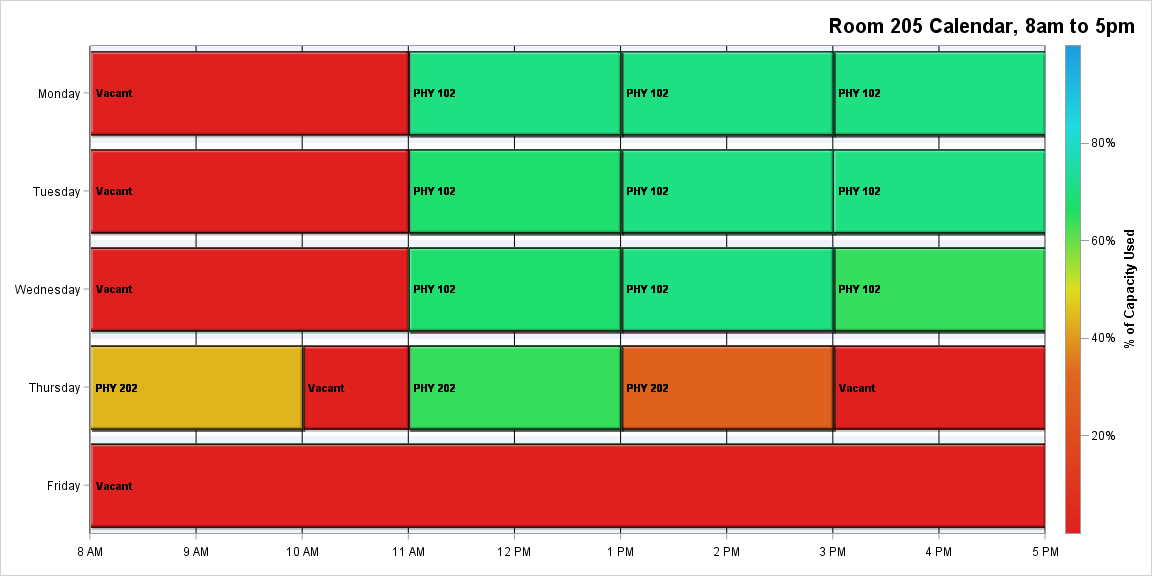 Room 205 Calendar, 8am to 5pm
Monday
Vacant
PHY 102
PHY 102
PHY 102
Tuesday
Vacant
PHY 102
PHY 102
PHY 102
Wednesday
Vacant
PHY 102
PHY 102
PHY 102
Thursday
PHY 202
Vacant
PHY 202
PHY 202
Vacant
Friday
Vacant
8 AM
9 AM
10 AM
11 AM
12 PM
1 PM
2 PM
3 PM
4 PM
5 PM
80%
60%
40%
20%
% of Capacity Used